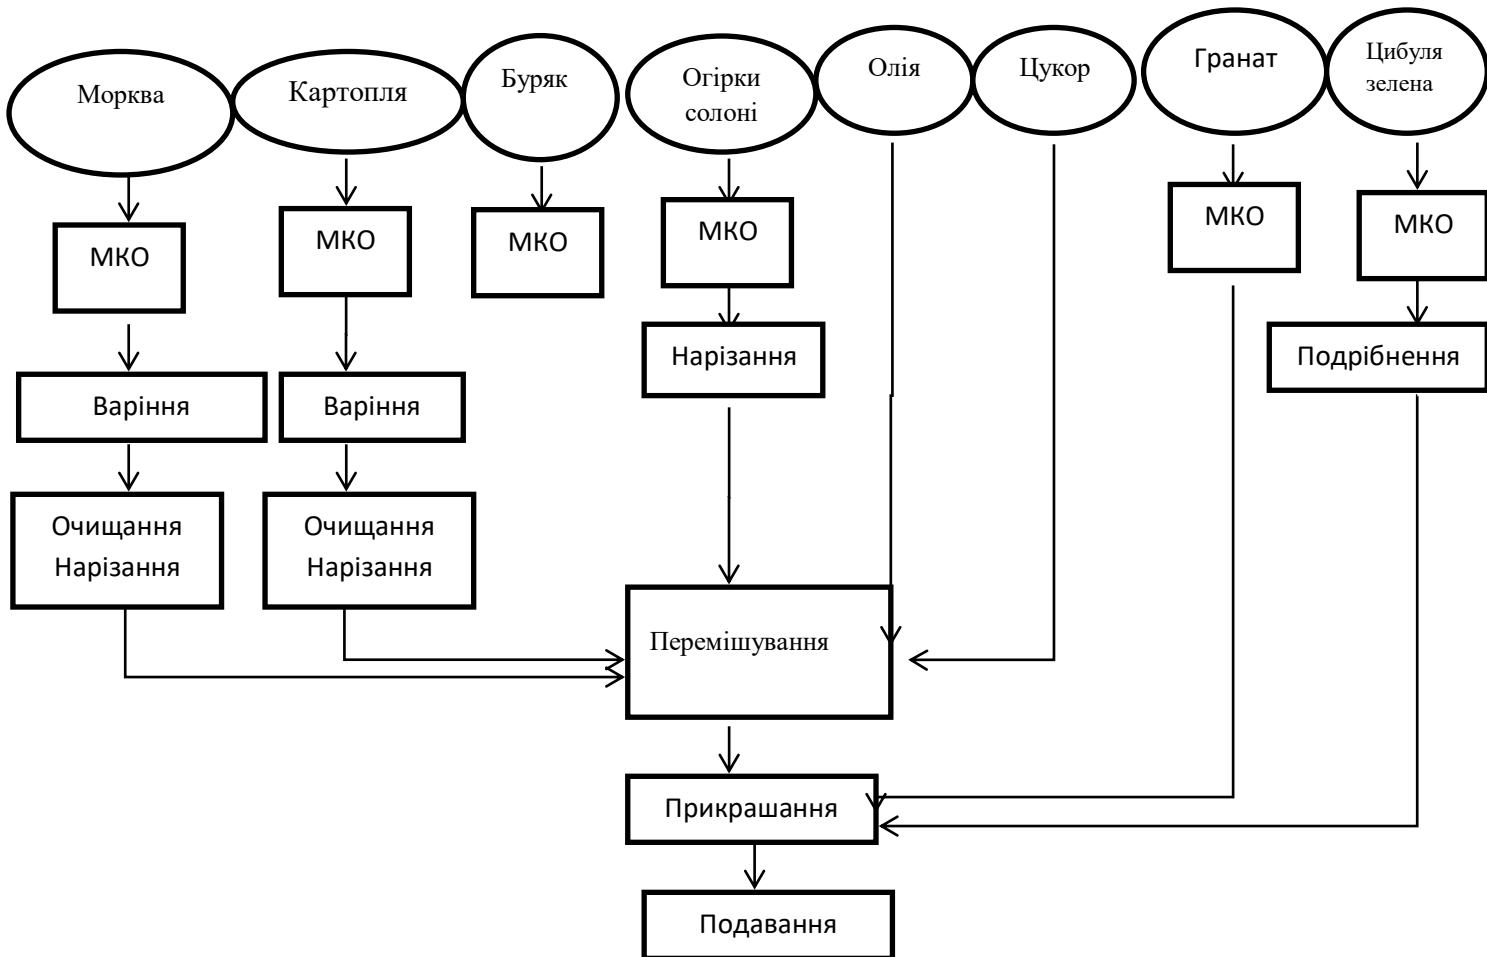 Морква
Картопля
Буряк
Огірки
солоні
Олія
Цукор
Гранат
Цибуля
зелена
МКО
МКО
МКО
МКО
МКО
МКО
Нарізання
Подрібнення
Варіння
Варіння
Очищання
Нарізання
Очищання
Нарізання
Перемішування
Прикрашання
Подавання